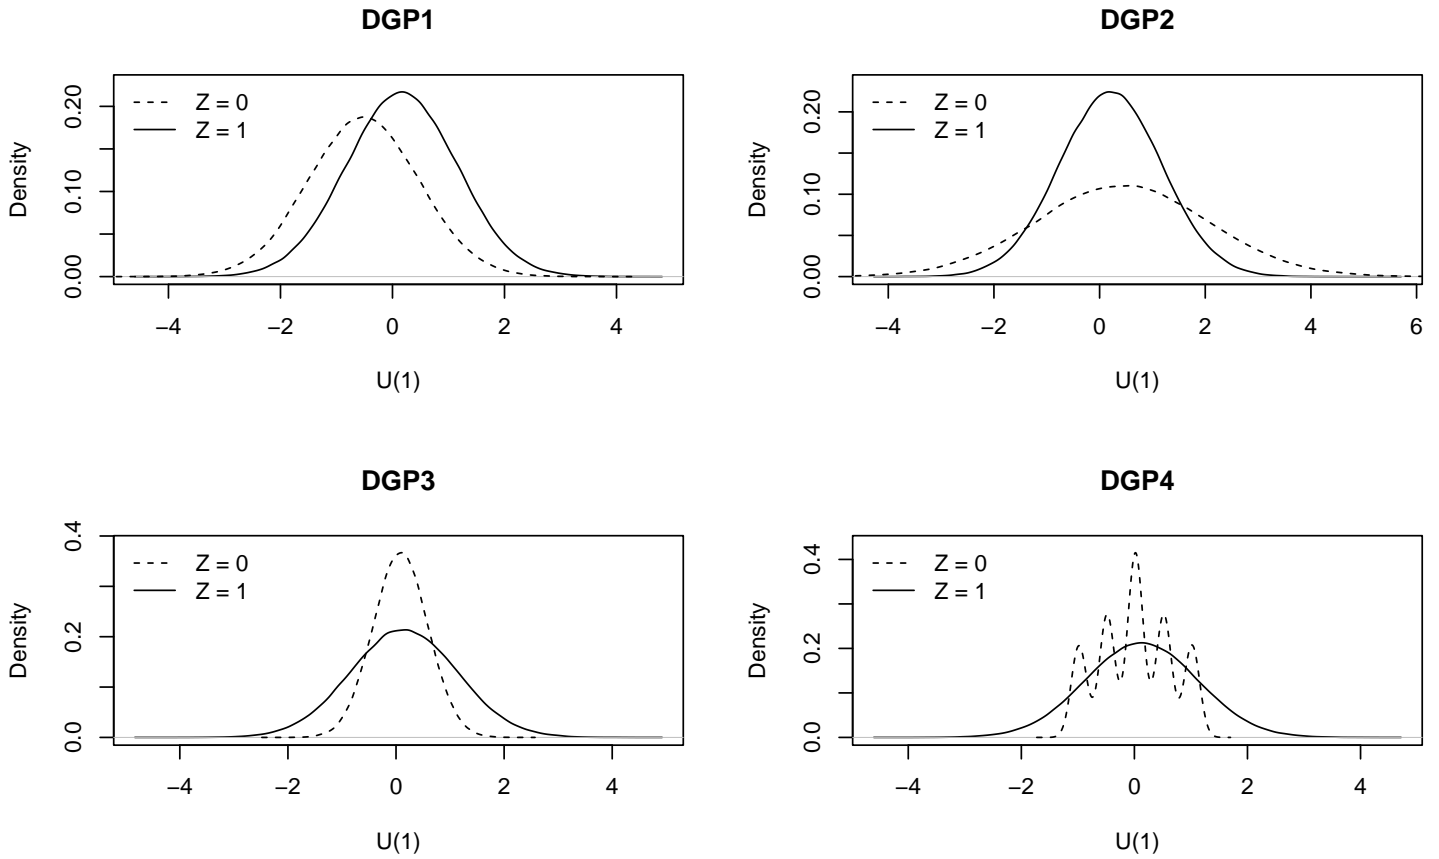 DGP1
Z = 0
Z = 1
Density
0.00
0.10
0.20
−4
−2
0
2
4
U(1)
DGP2
Z = 0
Z = 1
Density
0.00
0.10
0.20
−4
−2
0
2
4
6
U(1)
DGP3
Z = 0
Z = 1
Density
0.0
0.2
0.4
−4
−2
0
2
4
U(1)
DGP4
Z = 0
Z = 1
Density
0.0
0.2
0.4
−4
−2
0
2
4
U(1)